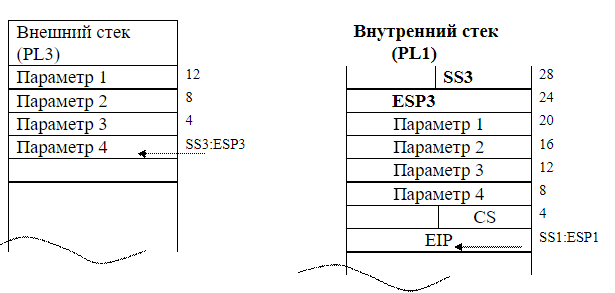 Внешний стек
(PL3)
Параметр 1 12
Параметр 2 8
Параметр 3 4
Параметр 4 SS3:ESP3
Внутренний стек
(PL1)
SS3 28
ESP3 24
Параметр 1 20
Параметр 2 16
Параметр 3 12
Параметр 4 8
CS 4
EIP SS1:ESP1